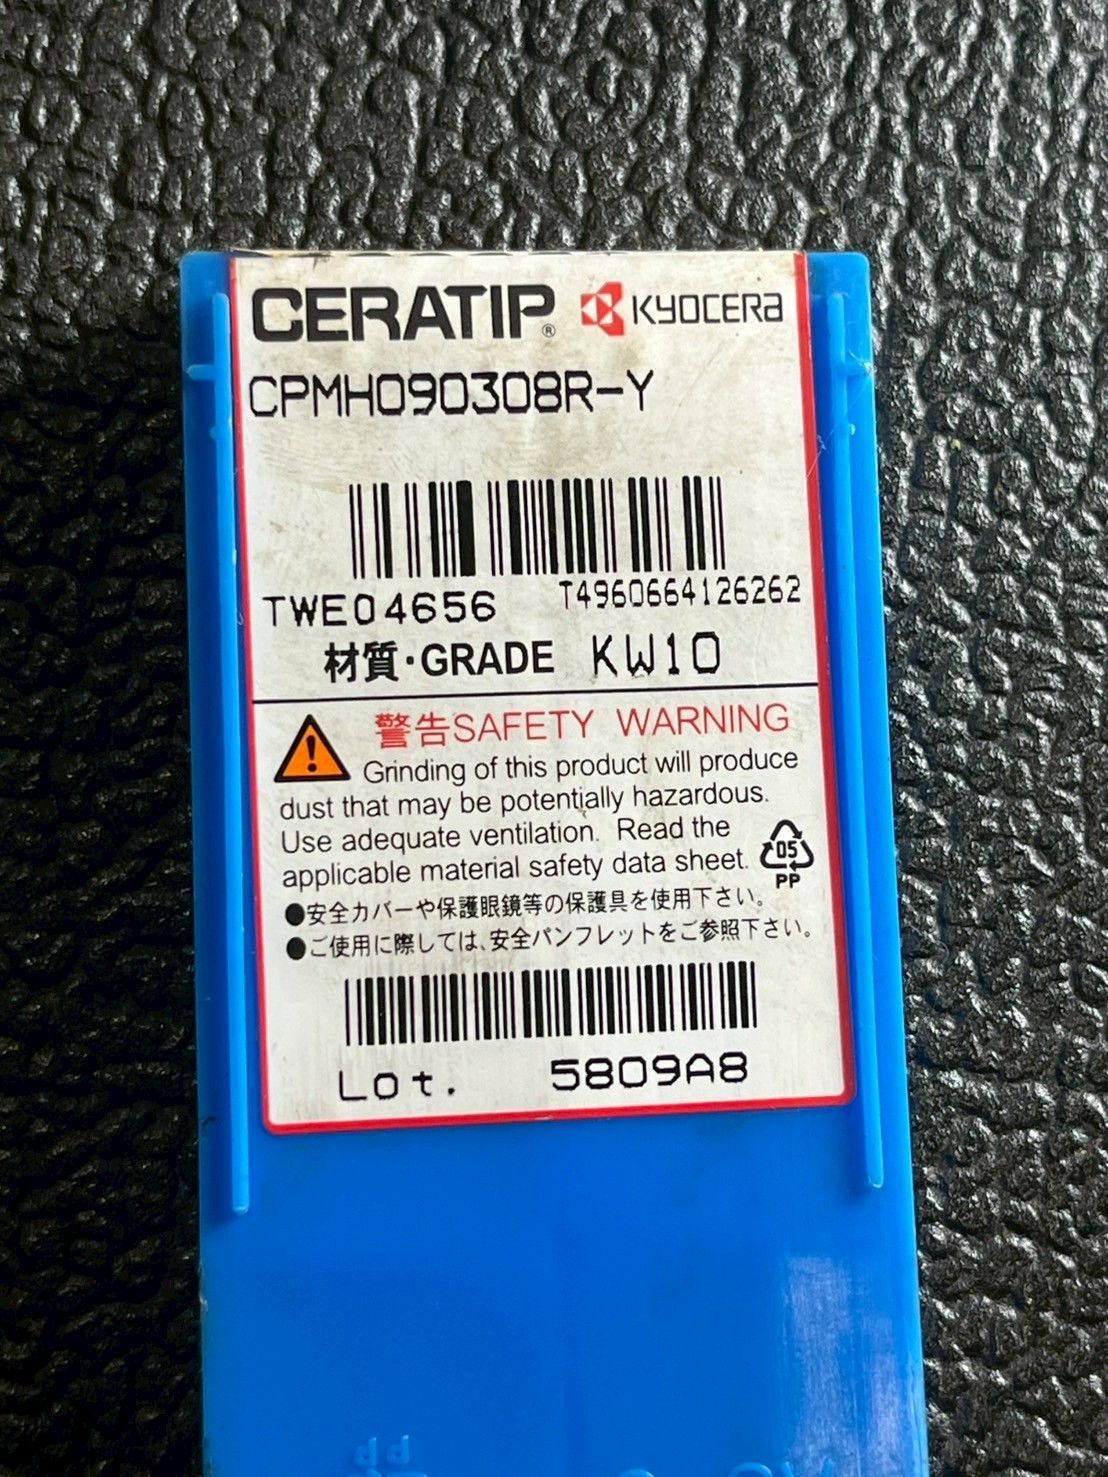 CERATIP® KYOCERA
CPMH090308R-Y
TWE04656 T4960664126262
材質・GRADE KW10
警告SAFETY WARNING
Grinding of this product will produce
dust that may be potentially hazardous.
Use adequate ventilation. Read the
applicable material safety data sheet.
05
PP
●安全カバーや保護眼鏡等の保護具を使用下さい。
●ご使用に際しては、安全パンフレットをご参照下さい。
Lot. 5809A8